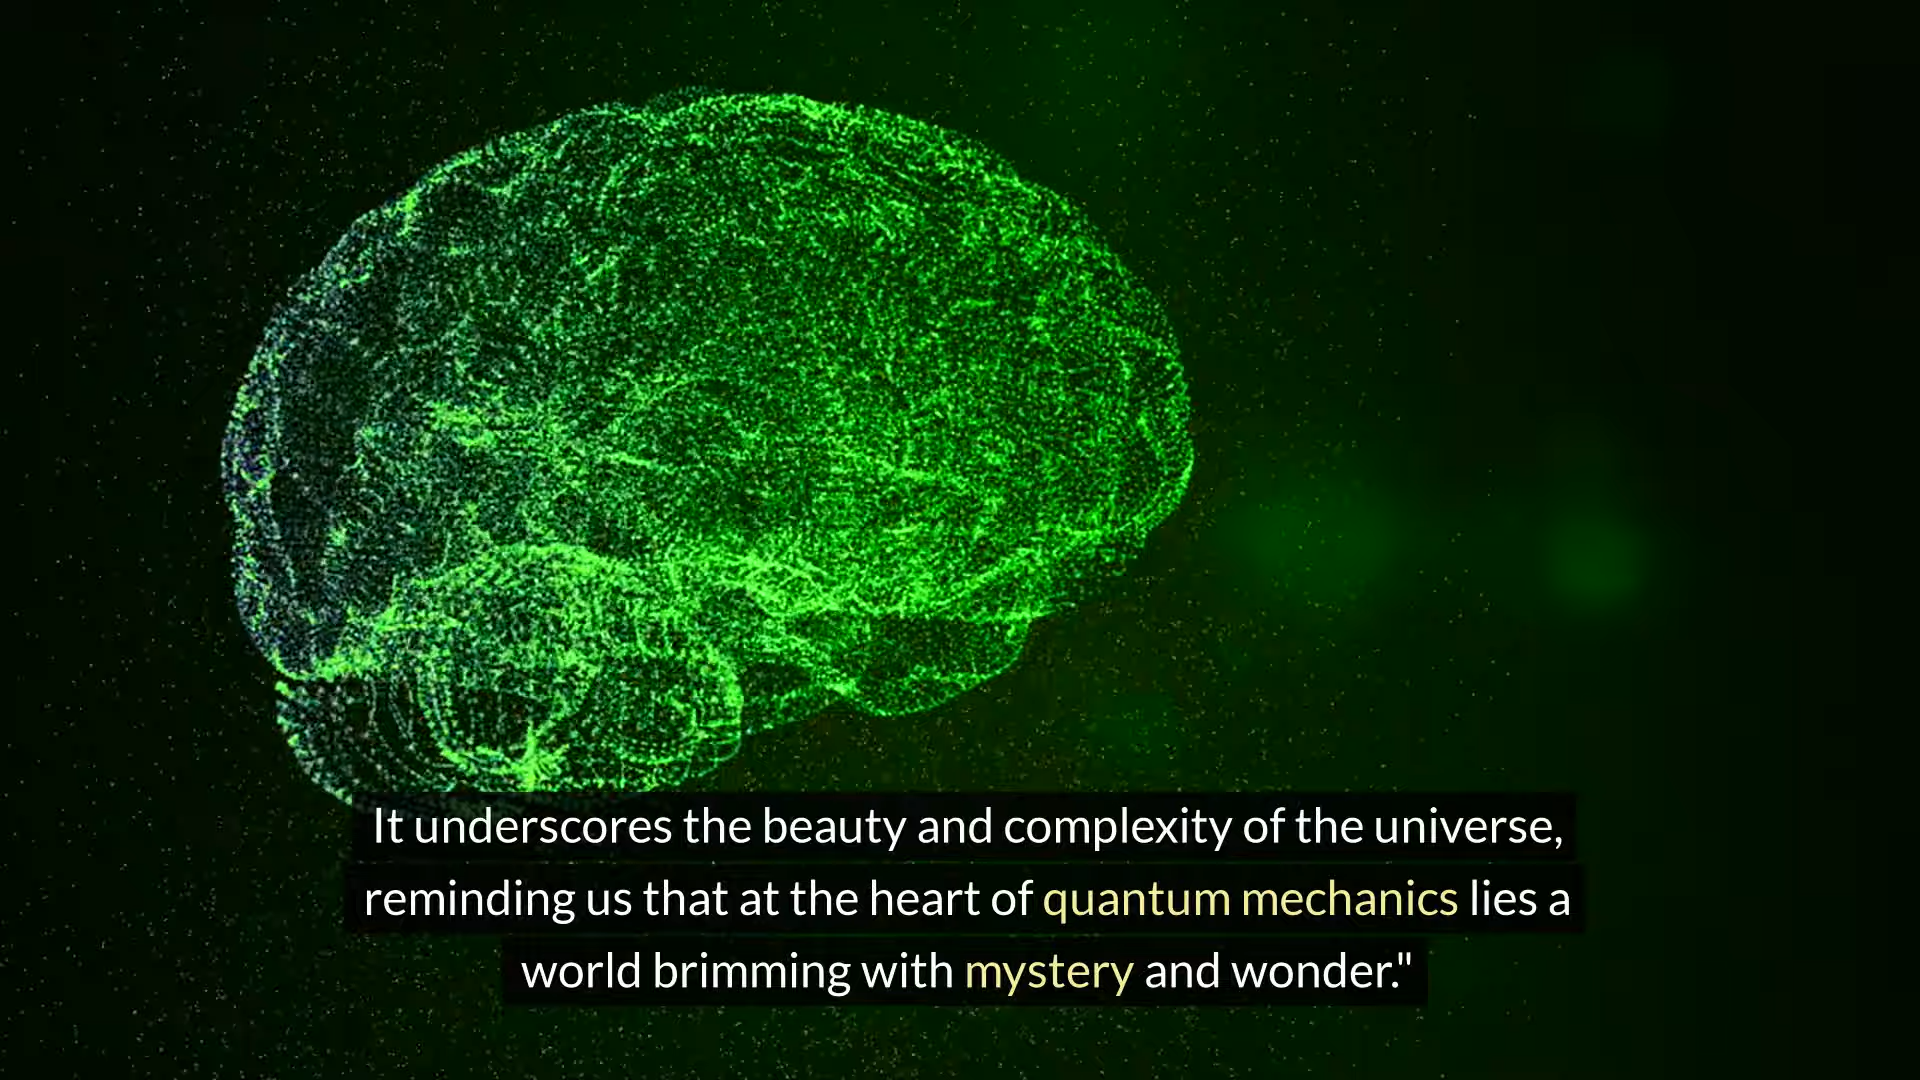 It underscores the beauty and complexity of the universe,
reminding us that at the heart of quantum mechanics lies a
world brimming with mystery and wonder."